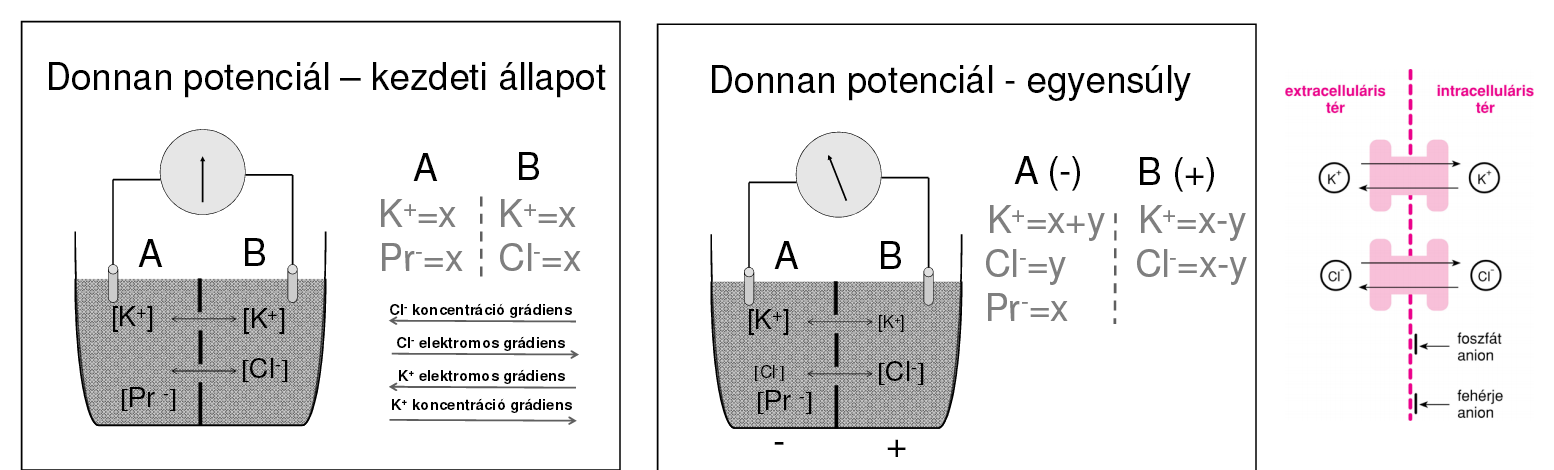 Donnan potenciál – kezdeti állapot
A B
K⁺=x K⁺=x
Pr⁻=x Cl⁻=x
A B
[K⁺] [K⁺]
[Cl⁻]
[Pr ⁻]
Cl⁻ koncentráció grádiens
Cl⁻ elektromos grádiens
K⁺ elektromos grádiens
K⁺ koncentráció grádiens
Donnan potenciál - egyensúly
A (-) B (+)
K⁺=x+y K⁺=x-y
Cl⁻=y Cl⁻=x-y
Pr⁻=x
A B
[K⁺] [K⁺]
[Cl⁻] [Cl⁻]
[Pr ⁻]
- +
extracelluláris intracelluláris
tér tér
K⁺ K⁺
Cl⁻ Cl⁻
foszfát
anion
fehérje
anion